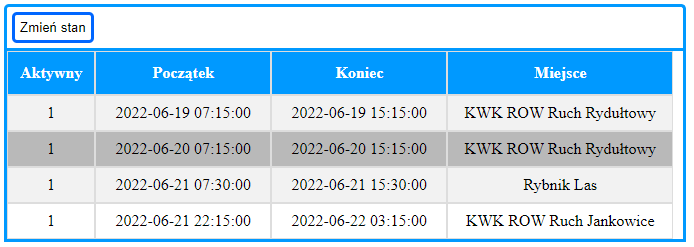 Zmień stan
Aktywny Początek Koniec Miejsce
1 2022-06-19 07:15:00 2022-06-19 15:15:00 KWK ROW Ruch Rydułtowy
1 2022-06-20 07:15:00 2022-06-20 15:15:00 KWK ROW Ruch Rydułtowy
1 2022-06-21 07:30:00 2022-06-21 15:30:00 Rybnik Las
1 2022-06-21 22:15:00 2022-06-22 03:15:00 KWK ROW Ruch Jankowice